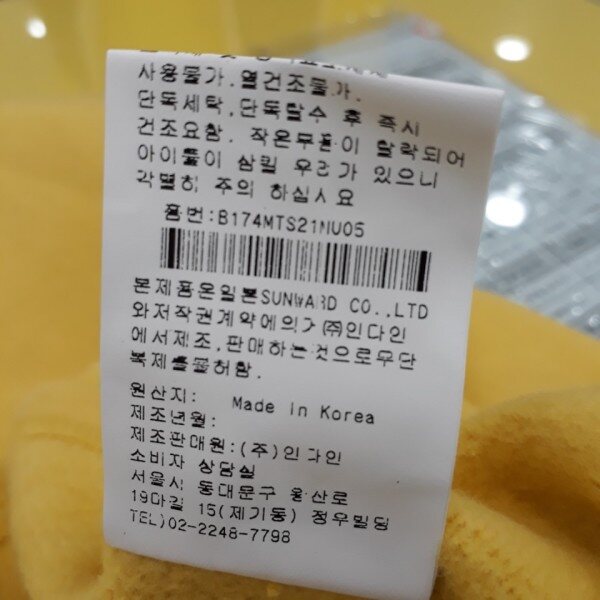 사용불가.열건조불가.
단독세탁,단독탈수 후 즉시
건조요함. 작은부품이 탈락되어
아이들이 삼킬 우려가 있으니
각별히 주의 하십시요
품번:B174MTS21NU05
본제품은일본SUNWARD CO.,LTD
와저작권계약에의거㈜인다인
에서제조,판매하는것으로무단
복제를불허함.
원산지: Made in Korea
제조년월:
제조판매원:(주)인다인
소비자 상담실
서울시 동대문구 왕산로
19마길 15(제기동) 정우빌딩
TEL)02-2248-7798